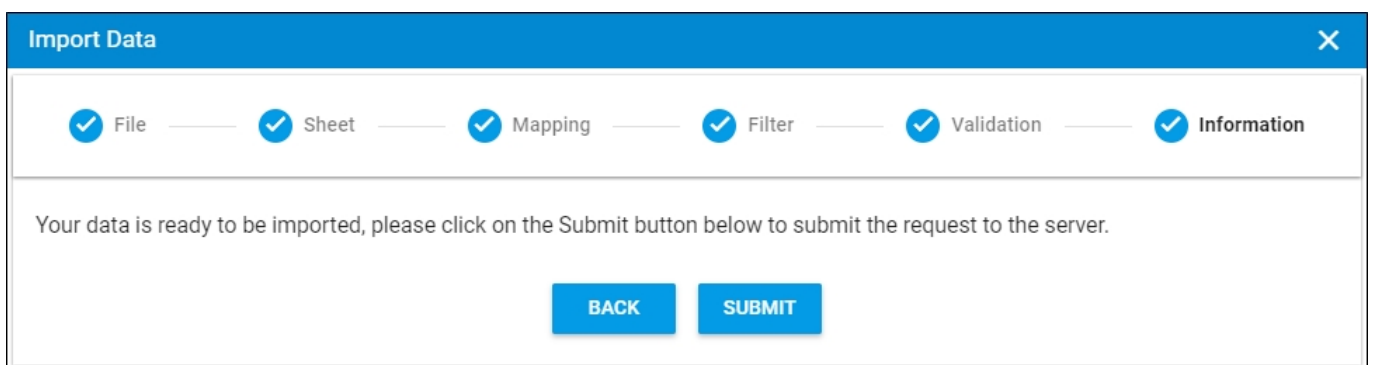 Import Data
File Sheet Mapping Filter Validation Information
Your data is ready to be imported, please click on the Submit button below to submit the request to the server.
BACK SUBMIT